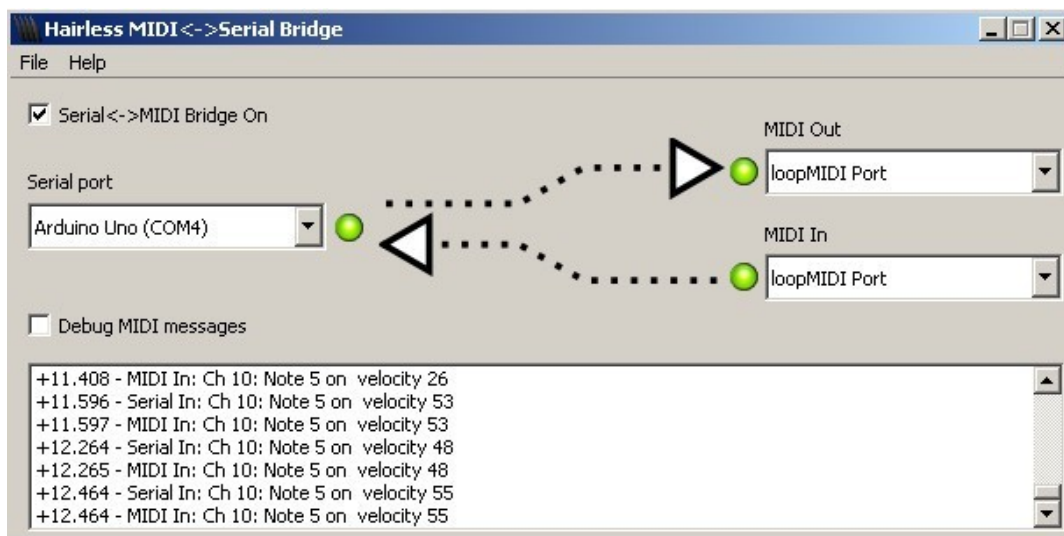 Hairless MIDI<->Serial Bridge
File Help
Serial<->MIDI Bridge On
MIDI Out
loopMIDI Port
Serial port
Arduino Uno (COM4)
MIDI In
loopMIDI Port
Debug MIDI messages
+11.408 - MIDI In: Ch 10: Note 5 on velocity 26
+11.596 - Serial In: Ch 10: Note 5 on velocity 53
+11.597 - MIDI In: Ch 10: Note 5 on velocity 53
+12.264 - Serial In: Ch 10: Note 5 on velocity 48
+12.265 - MIDI In: Ch 10: Note 5 on velocity 48
+12.464 - Serial In: Ch 10: Note 5 on velocity 55
+12.464 - MIDI In: Ch 10: Note 5 on velocity 55